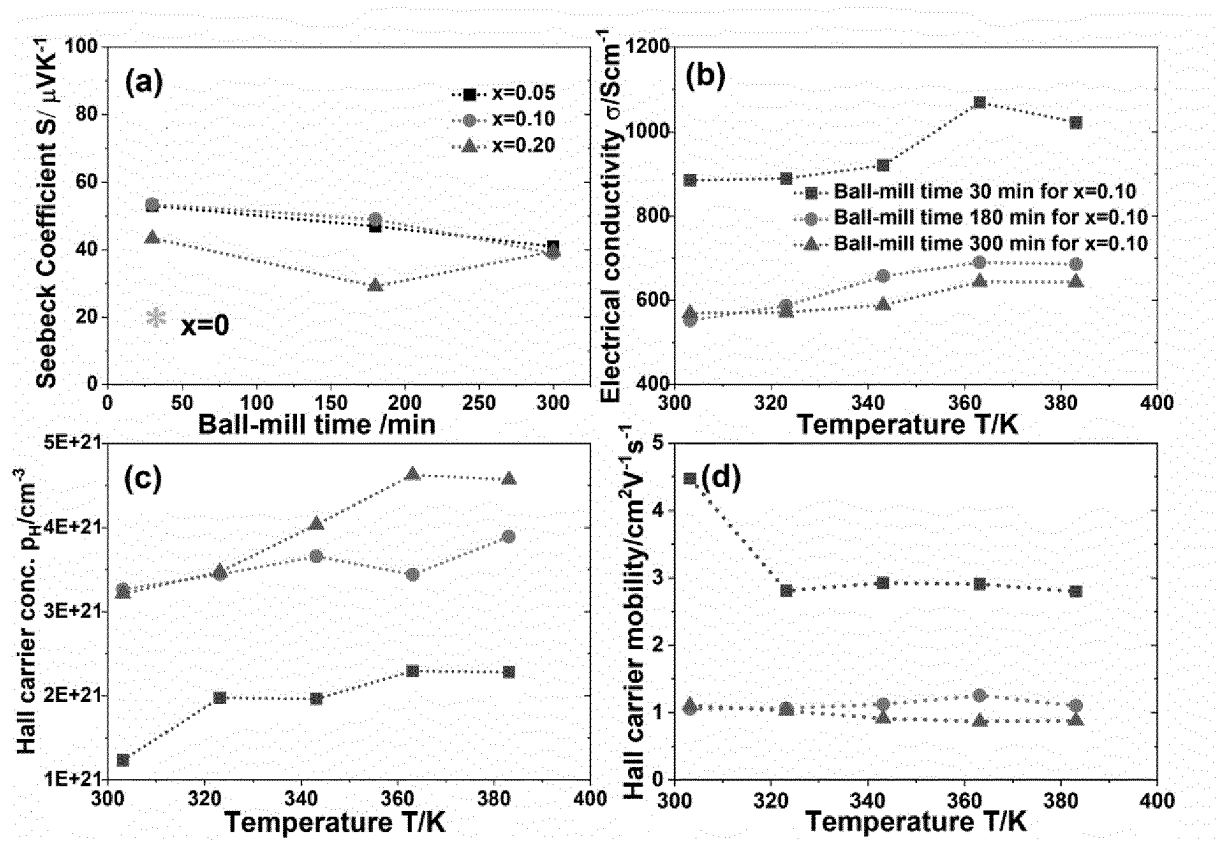 (a)
Seebeck Coefficient S/ μVK⁻¹
100
80
60
40
20
0
x=0.05
x=0.10
x=0.20
x=0
0 50 100 150 200 250 300
Ball-mill time /min
(b)
Electrical conductivity σ/Scm⁻¹
1200
1000
800
600
400
Ball-mill time 30 min for x=0.10
Ball-mill time 180 min for x=0.10
Ball-mill time 300 min for x=0.10
300 320 340 360 380 400
Temperature T/K
(c)
Hall carrier conc. p_H/cm⁻³
5E+21
4E+21
3E+21
2E+21
1E+21
300 320 340 360 380 400
Temperature T/K
(d)
Hall carrier mobility/cm²V⁻¹s⁻¹
5
4
3
2
1
0
300 320 340 360 380 400
Temperature T/K